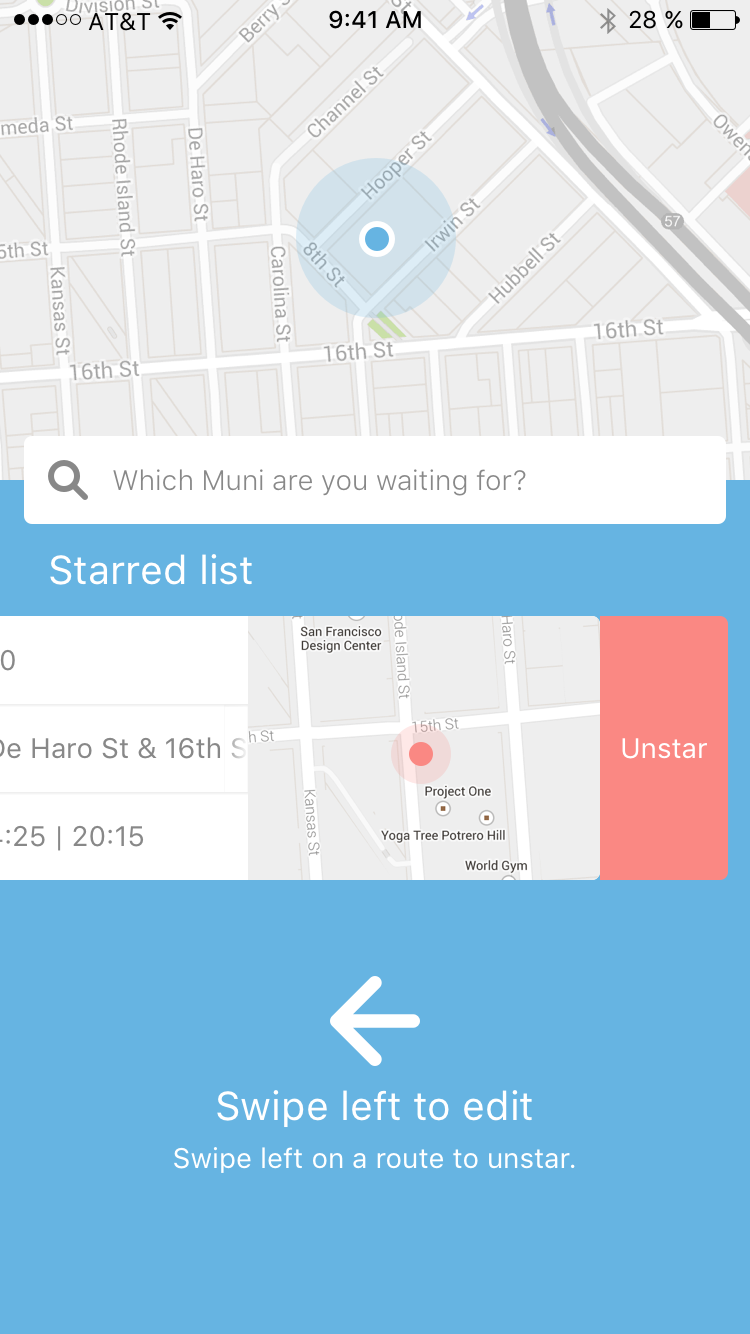 Division St
AT&T
9:41 AM
28 %
Berry S
St
Channel St
meda St
Rhode Island St
De Haro St
Hooper St
Owen
57
Irwin St
5th St
8th St
Hubbell St
Kansas St
Carolina St
16th St
16th St
16th St
Which Muni are you waiting for?
Starred list
0
San Francisco
Design Center
ode Island St
Haro St
De Haro St & 16th S
h St
15th St
Unstar
Kansas St
Project One
:25 | 20:15
Yoga Tree Potrero Hill
World Gym
Swipe left to edit
Swipe left on a route to unstar.